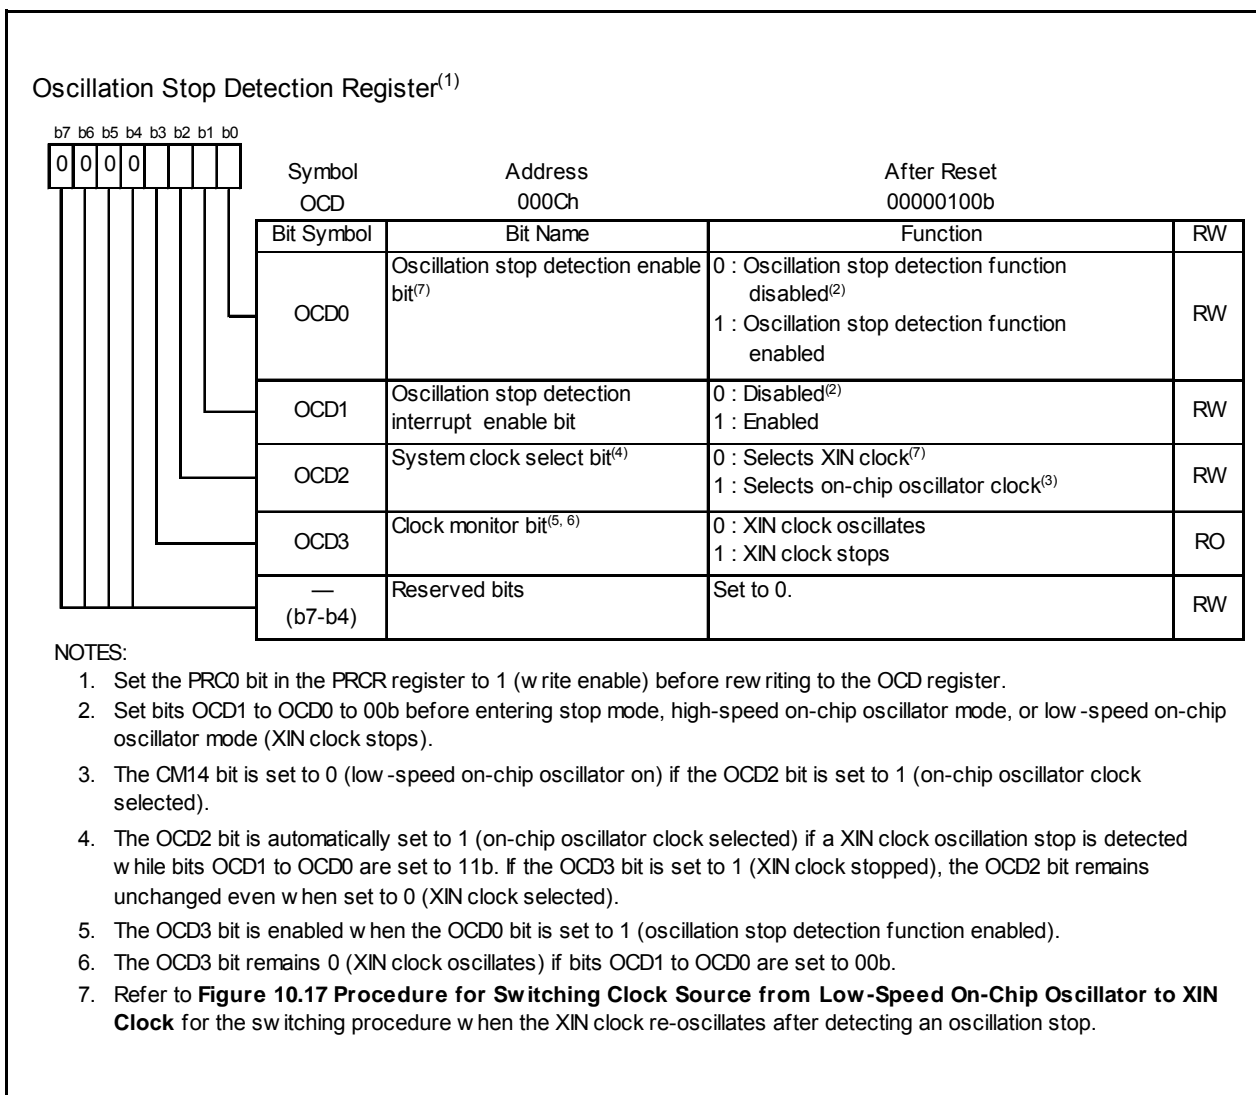 Oscillation Stop Detection Register(1)
b7 b6 b5 b4 b3 b2 b1 b0
0 0 0 0
Symbol Address After Reset
OCD 000Ch 00000100b
Bit Symbol Bit Name Function RW
OCD0 Oscillation stop detection enable bit(7) 0 : Oscillation stop detection function disabled(2) RW
1 : Oscillation stop detection function enabled
OCD1 Oscillation stop detection interrupt enable bit 0 : Disabled(2) RW
1 : Enabled
OCD2 System clock select bit(4) 0 : Selects XIN clock(7) RW
1 : Selects on-chip oscillator clock(3)
OCD3 Clock monitor bit(5, 6) 0 : XIN clock oscillates RO
1 : XIN clock stops
— (b7-b4) Reserved bits Set to 0. RW
NOTES:
1. Set the PRC0 bit in the PRCR register to 1 (write enable) before rewriting to the OCD register.
2. Set bits OCD1 to OCD0 to 00b before entering stop mode, high-speed on-chip oscillator mode, or low-speed on-chip
oscillator mode (XIN clock stops).
3. The CM14 bit is set to 0 (low-speed on-chip oscillator on) if the OCD2 bit is set to 1 (on-chip oscillator clock
selected).
4. The OCD2 bit is automatically set to 1 (on-chip oscillator clock selected) if a XIN clock oscillation stop is detected
while bits OCD1 to OCD0 are set to 11b. If the OCD3 bit is set to 1 (XIN clock stopped), the OCD2 bit remains
unchanged even when set to 0 (XIN clock selected).
5. The OCD3 bit is enabled when the OCD0 bit is set to 1 (oscillation stop detection function enabled).
6. The OCD3 bit remains 0 (XIN clock oscillates) if bits OCD1 to OCD0 are set to 00b.
7. Refer to Figure 10.17 Procedure for Switching Clock Source from Low-Speed On-Chip Oscillator to XIN
Clock for the switching procedure when the XIN clock re-oscillates after detecting an oscillation stop.